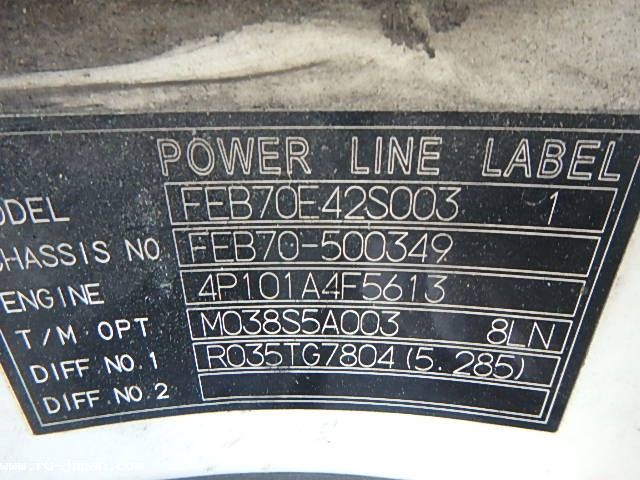 POWER LINE LABEL
ODEL FEB70E42S003 1
CHASSIS NO FEB70-500349
ENGINE 4P101A4F5613
T/M. OPT M038S5A003 8LN
DIFF NO.1 R035TG7804(5.285)
DIFF NO.2